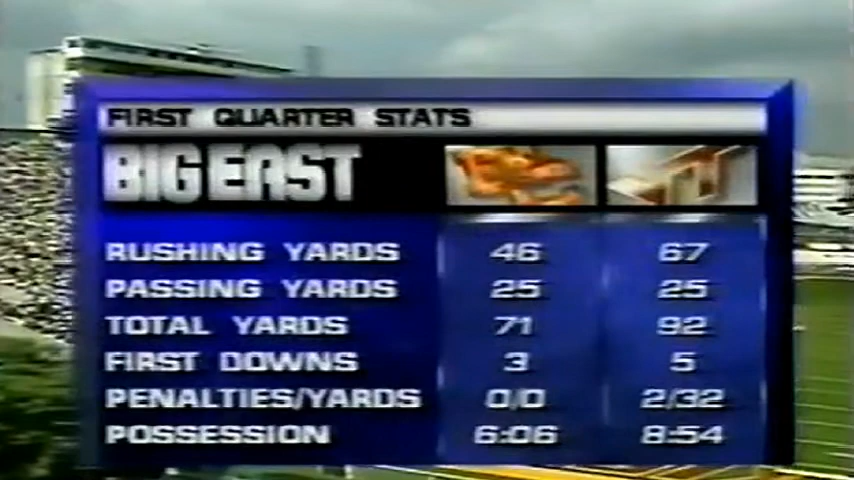 FIRST QUARTER STATS
BIG EAST
RUSHING YARDS 46 67
PASSING YARDS 25 25
TOTAL YARDS 71 92
FIRST DOWNS 3 5
PENALTIES/YARDS 0/0 2/32
POSSESSION 6:06 8:54